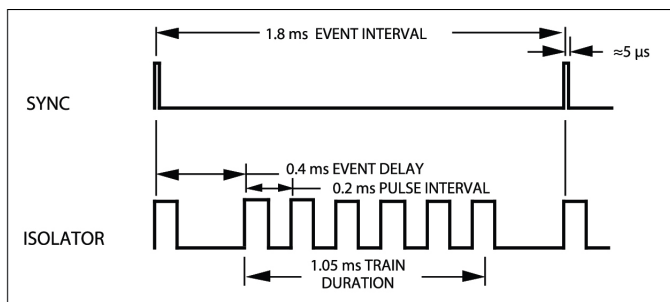 1.8 ms EVENT INTERVAL
≈5 µs
SYNC
0.4 ms EVENT DELAY
0.2 ms PULSE INTERVAL
ISOLATOR
1.05 ms TRAIN
DURATION